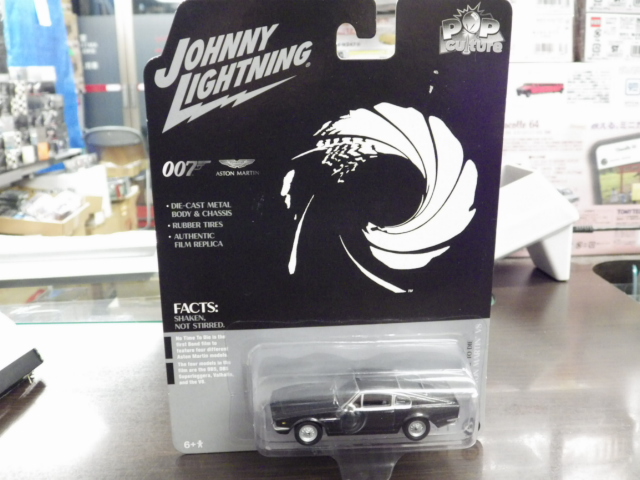 JOHNNY
LIGHTNING®
POP
culture
007
ASTON MARTIN
• DIE-CAST METAL
BODY & CHASSIS
• RUBBER TIRES
• AUTHENTIC
FILM REPLICA
FACTS:
SHAKEN,
NOT STIRRED.
No Time To Die is the
first Bond film to
feature four different
Aston Martin models
The four models in the
film are the DB5, DBS
Superleggera, Valhalla,
and the V8.
6+
64